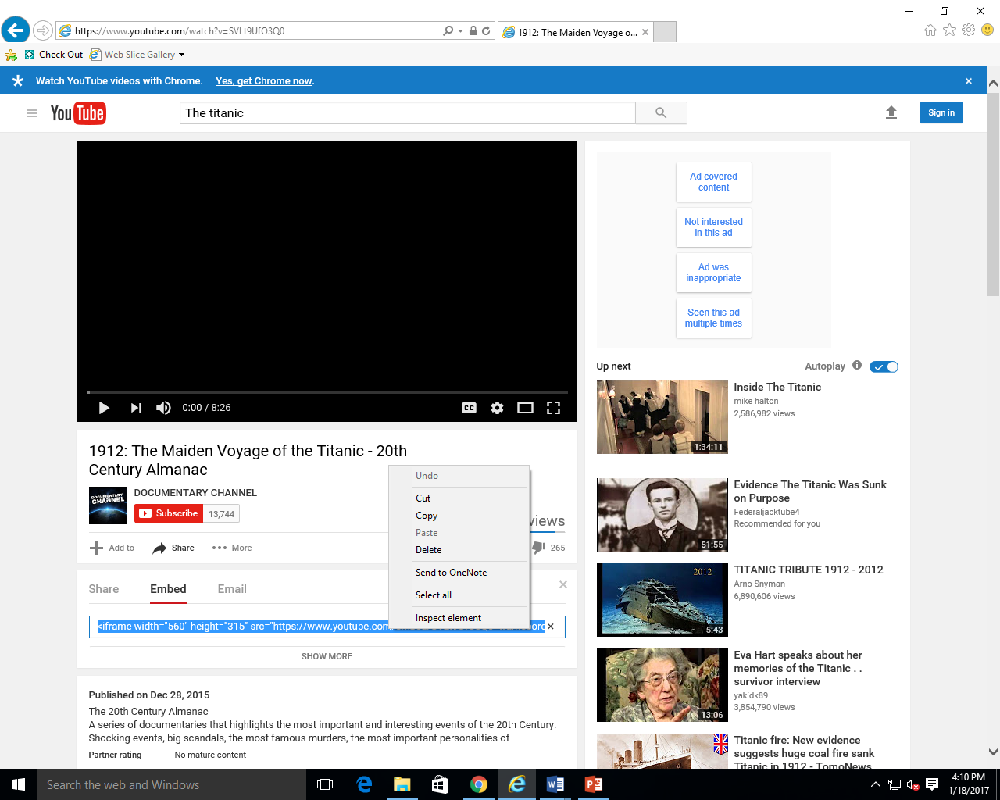 https://www.youtube.com/watch?v=SVLt9UfO3Q0
1912: The Maiden Voyage o...
Check Out
Web Slice Gallery
Watch YouTube videos with Chrome. Yes, get Chrome now.
YouTube
The titanic
Sign in
Ad covered
content
Not interested
in this ad
Ad was
inappropriate
Seen this ad
multiple times
0:00 / 8:26
CC
1912: The Maiden Voyage of the Titanic - 20th
Century Almanac
DOCUMENTARY
CHANNEL
DOCUMENTARY CHANNEL
Subscribe 13,744
views
Add to Share More
265
Undo
Cut
Copy
Paste
Delete
Send to OneNote
Select all
Inspect element
Share Embed Email
<iframe width="560" height="315" src="https://www.youtube.com
SHOW MORE
Published on Dec 28, 2015
The 20th Century Almanac
A series of documentaries that highlights the most important and interesting events of the 20th Century.
Shocking events, big scandals, the most famous murders, the most important personalities of
Partner rating No mature content
Up next
Autoplay
1:34:11
Inside The Titanic
mike halton
2,586,982 views
51:55
Evidence The Titanic Was Sunk
on Purpose
Federaljacktube4
Recommended for you
2012
5:43
TITANIC TRIBUTE 1912 - 2012
Arno Snyman
6,890,606 views
13:06
Eva Hart speaks about her
memories of the Titanic . .
survivor interview
yakidk89
3,854,790 views
Titanic fire: New evidence
suggests huge coal fire sank
Titanic in 1912 - TomoNews
Search the web and Windows
4:10 PM
1/18/2017